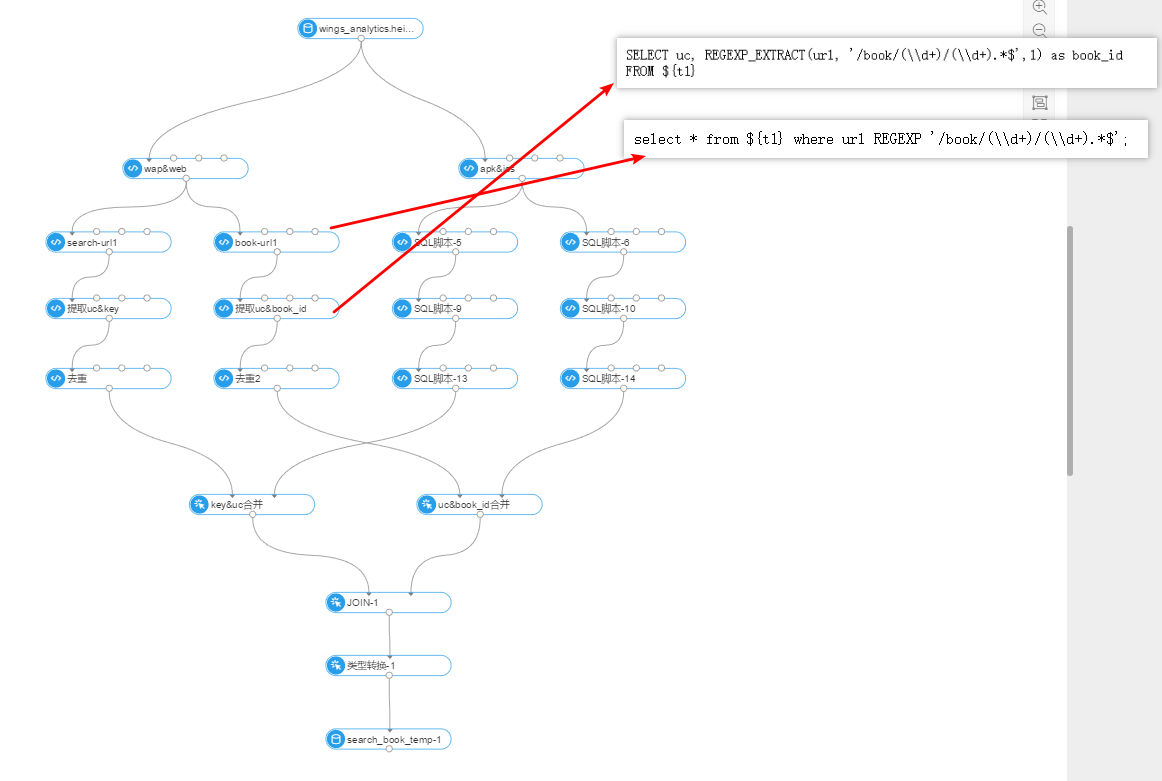 wings_analytics.hei...
SELECT uc, REGEXP_EXTRACT(url, '/book/(\\d+)/(\\d+).*$',1) as book_id
FROM ${t1}
select * from ${t1} where url REGEXP '/book/(\\d+)/(\\d+).*$';
wap&web
apk&ios
search-url1
book-url1
SQL脚本-5
SQL脚本-6
提取uc&key
提取uc&book_id
SQL脚本-9
SQL脚本-10
去重
去重2
SQL脚本-13
SQL脚本-14
key&uc合并
uc&book_id合并
JOIN-1
类型转换-1
search_book_temp-1